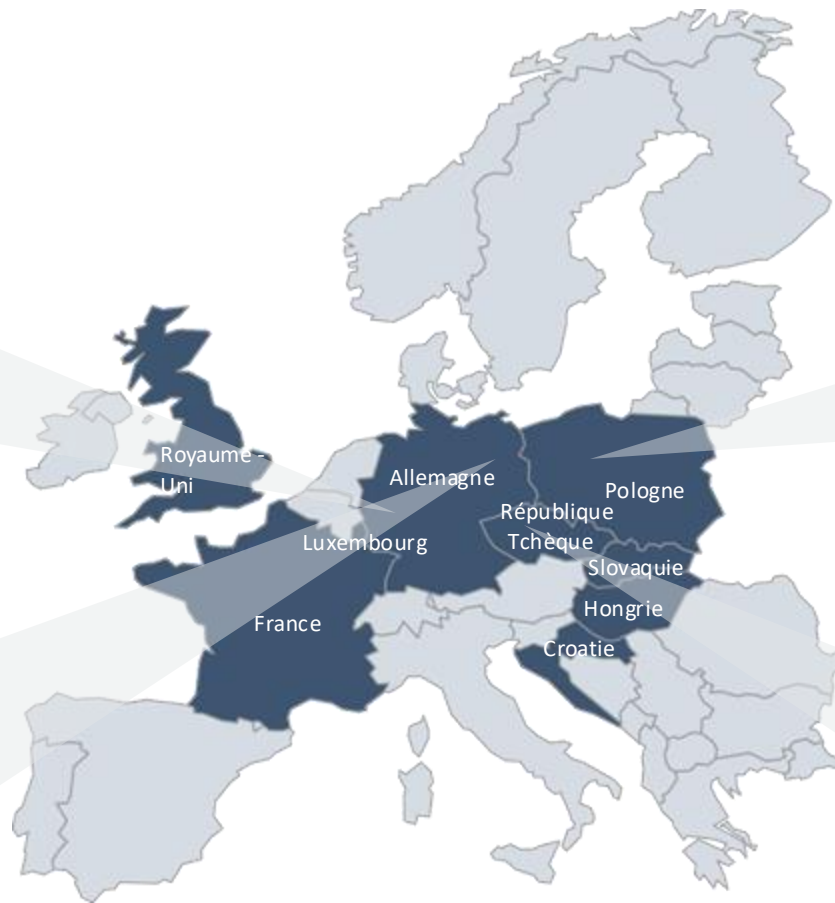 Royaume -
Uni
Allemagne
Pologne
République
Tchèque
Luxembourg
Slovaquie
Hongrie
France
Croatie